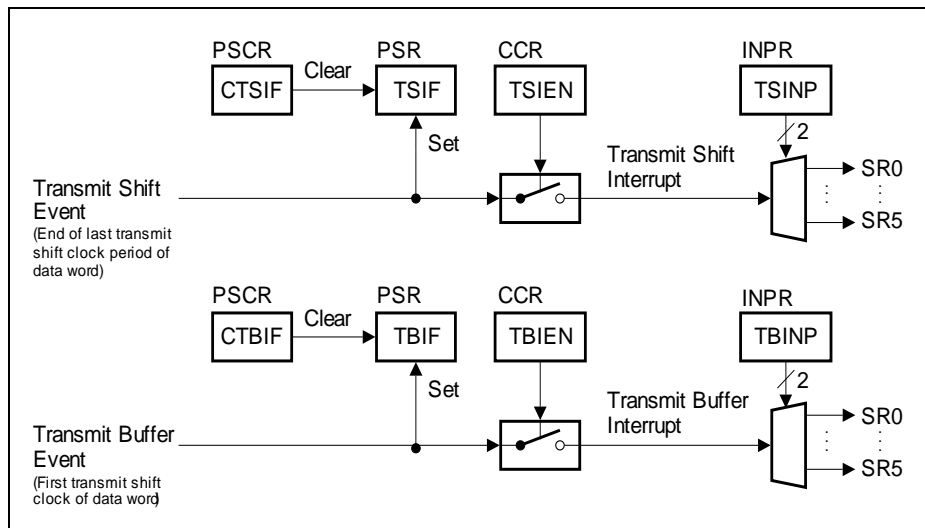 PSCR PSR CCR INPR
CTSIF Clear TSIF TSIEN TSINP
Set
2
Transmit Shift
Interrupt
Transmit Shift
Event
(End of last transmit
shift clock period of
data word)
SR0
SR5
PSCR PSR CCR INPR
CTBIF Clear TBIF TBIEN TBINP
Set
2
Transmit Buffer
Interrupt
Transmit Buffer
Event
(First transmit shift
clock of data word)
SR0
SR5